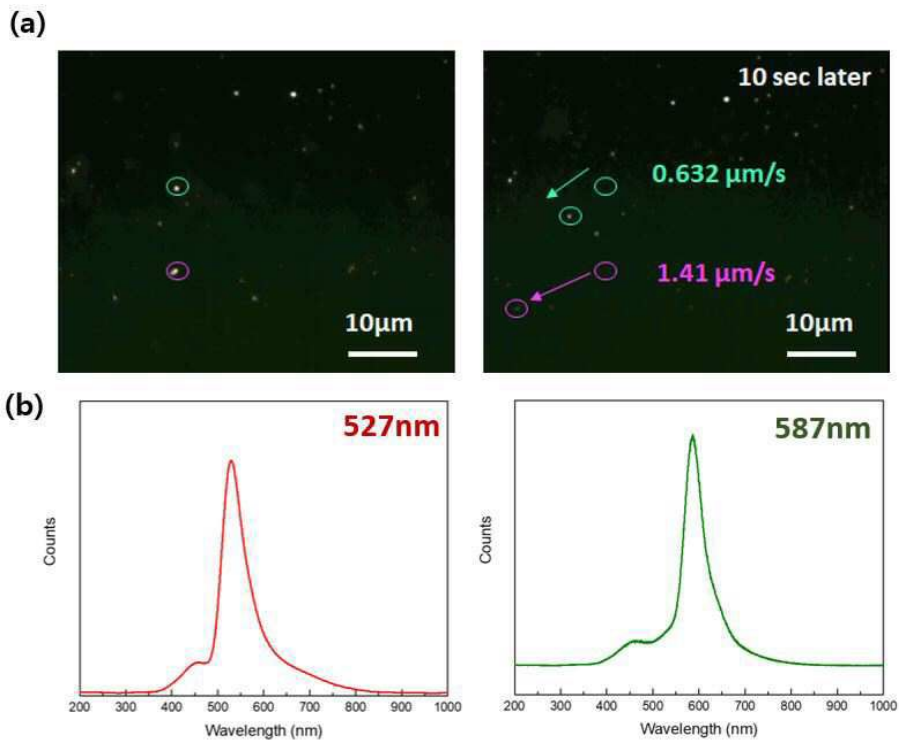 (a)
10 sec later
0.632 µm/s
1.41 µm/s
10µm
10µm
(b)
527nm
Counts
200 300 400 500 600 700 800 900 1000
Wavelength (nm)
587nm
Counts
200 300 400 500 600 700 800 900 1000
Wavelength (nm)